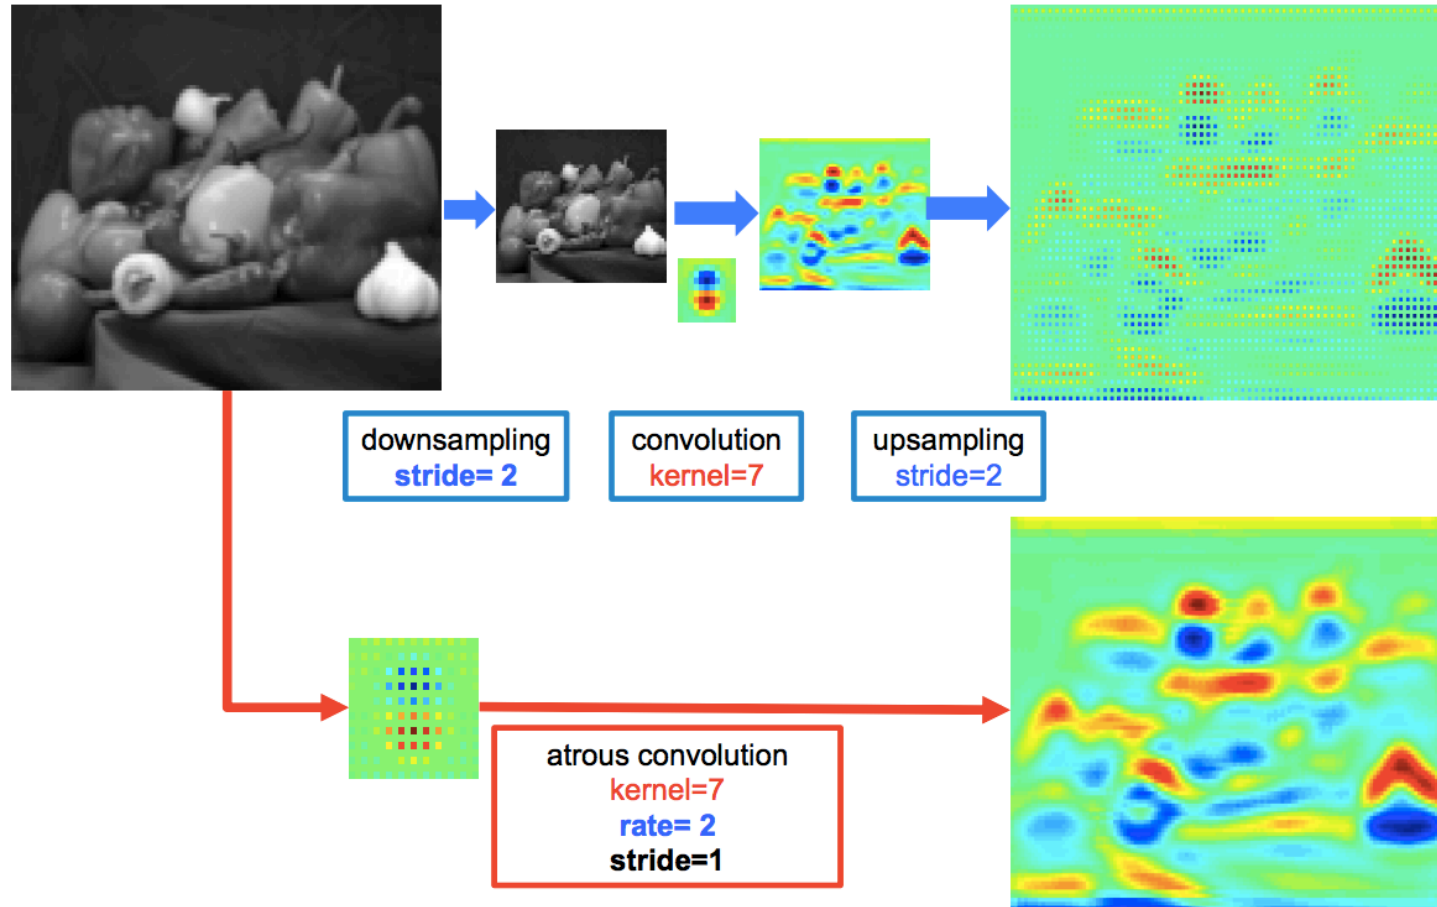 downsampling
stride= 2
convolution
kernel=7
upsampling
stride=2
atrous convolution
kernel=7
rate= 2
stride=1